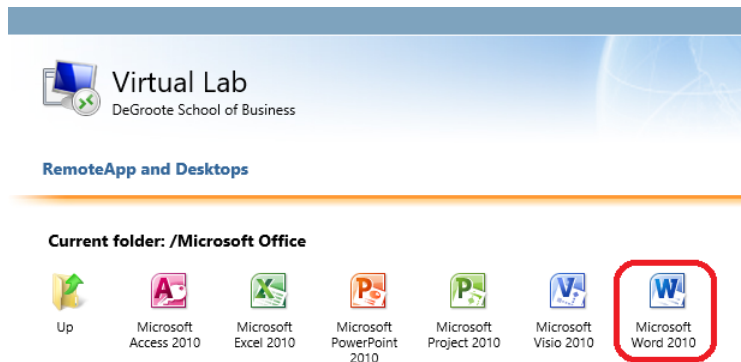 Virtual Lab
DeGroote School of Business
RemoteApp and Desktops
Current folder: /Microsoft Office
Up
Microsoft
Access 2010
Microsoft
Excel 2010
Microsoft
PowerPoint
2010
Microsoft
Project 2010
Microsoft
Visio 2010
Microsoft
Word 2010